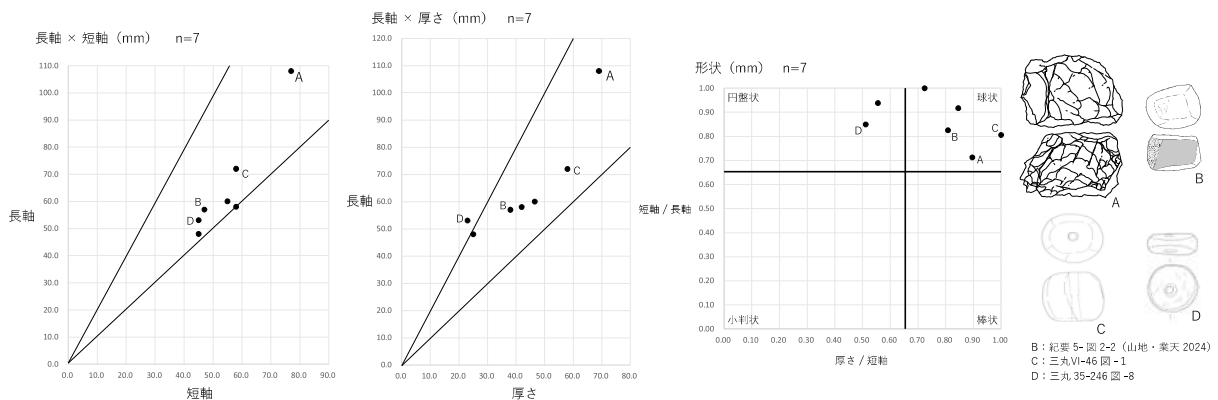 長軸 × 短軸（mm） n=7
110.0
100.0
90.0
80.0
70.0
60.0
50.0
40.0
30.0
20.0
10.0
0.0
長軸
A
C
B
D
0.0 10.0 20.0 30.0 40.0 50.0 60.0 70.0 80.0 90.0
短軸
長軸 × 厚さ（mm） n=7
120.0
110.0
100.0
90.0
80.0
70.0
60.0
50.0
40.0
30.0
20.0
10.0
0.0
長軸
A
C
B
D
0.0 10.0 20.0 30.0 40.0 50.0 60.0 70.0 80.0
厚さ
形状（mm） n=7
1.00
0.90
0.80
0.70
0.60
0.50
0.40
0.30
0.20
0.10
0.00
短軸 / 長軸
円盤状 球状
D
B
C
A
小判状 棒状
0.00 0.10 0.20 0.30 0.40 0.50 0.60 0.70 0.80 0.90 1.00
厚さ / 短軸
A
B
C
D
B：紀要 5- 図 2-2（山地・業天 2024）
C：三丸Ⅵ-46 図 -1
D：三丸 35-246 図 -8